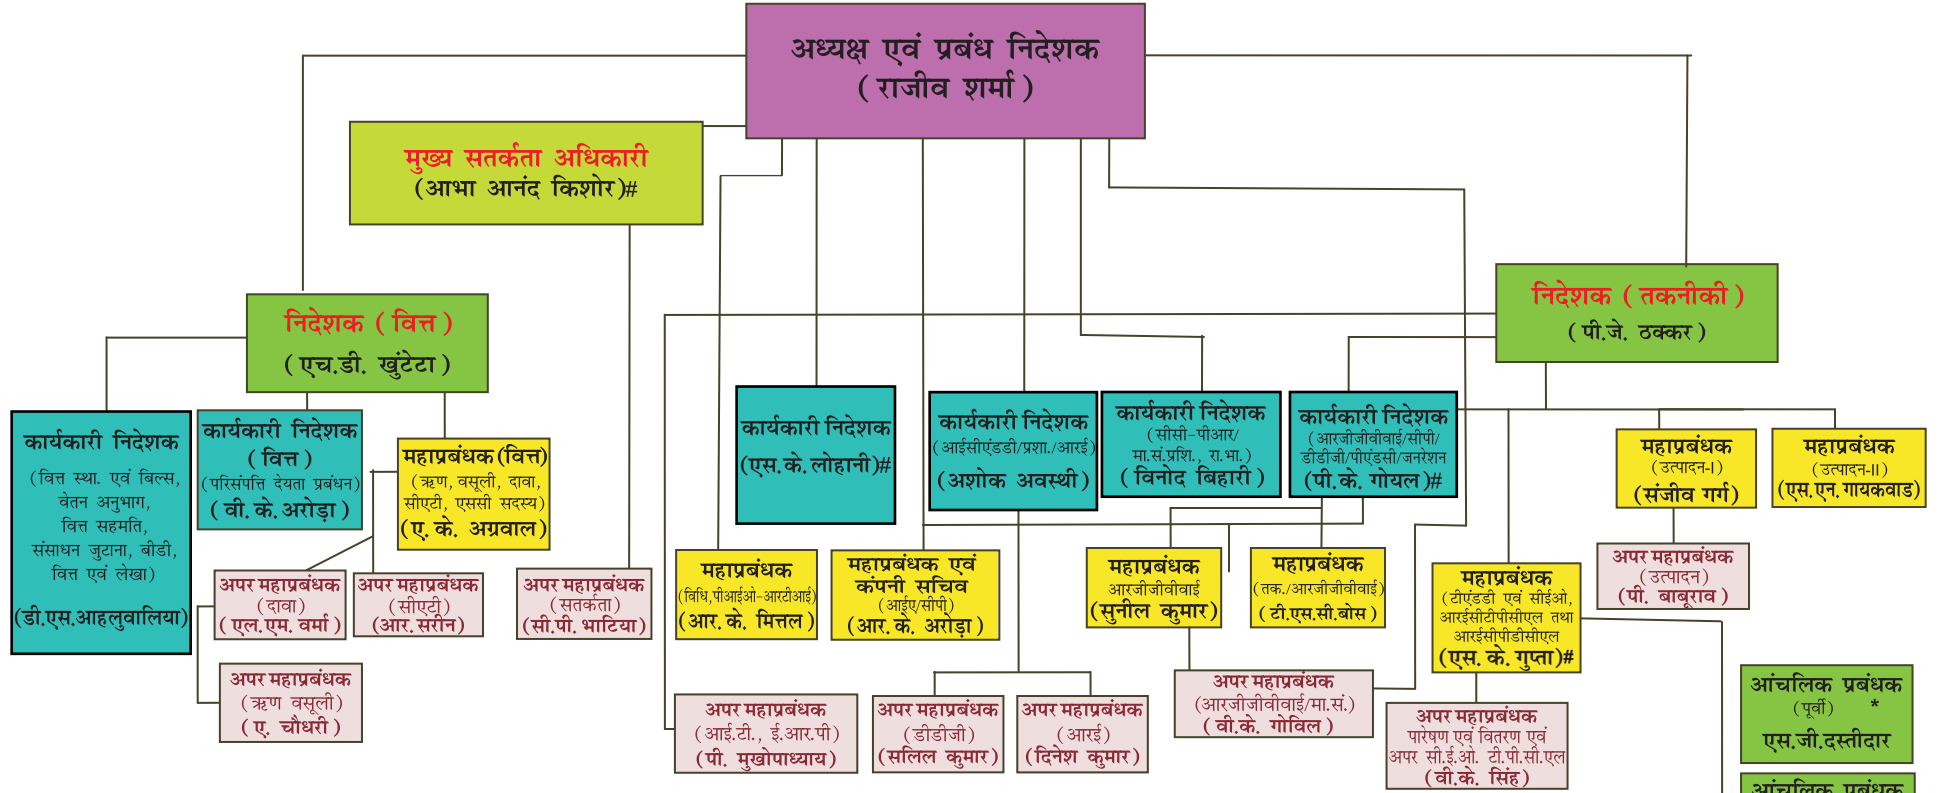 अध्यक्ष एवं प्रबंध निदेशक
( राजीव शर्मा )
मुख्य सतर्कता अधिकारी
(आभा आनंद किशोर)#
निदेशक ( वित्त )
( एच.डी. खुंटेटा )
निदेशक ( तकनीकी )
( पी.जे. ठक्कर )
कार्यकारी निदेशक
(वित्त स्था. एवं बिल्स,
वेतन अनुभाग,
वित्त सहमति,
संसाधन जुटाना, बीडी,
वित्त एवं लेखा)
(डी.एस.आहलुवालिया)
कार्यकारी निदेशक
( वित्त )
(परिसंपत्ति देयता प्रबंधन)
( वी. के. अरोड़ा )
महाप्रबंधक(वित्त)
(ऋण, वसूली, दावा,
सीएटी, एससी सदस्य)
(ए. के. अग्रवाल)
कार्यकारी निदेशक
(एस.के.लोहानी)#
कार्यकारी निदेशक
(आईसीएंडडी/प्रशा./आरई)
(अशोक अवस्थी)
कार्यकारी निदेशक
(सीसी-पीआर/
मा.सं.प्रशि., रा.भा.)
( विनोद बिहारी )
कार्यकारी निदेशक
(आरजीजीवीवाई/सीपी/
डीडीजी/पीएंडसी/जनरेशन
(पी.के. गोयल)#
महाप्रबंधक
(उत्पादन-I)
(संजीव गर्ग)
महाप्रबंधक
(उत्पादन-II)
(एस.एन. गायकवाड)
अपर महाप्रबंधक
(दावा)
( एल.एम. वर्मा )
अपर महाप्रबंधक
(सीएटी)
(आर. सरीन)
अपर महाप्रबंधक
(सतर्कता)
(सी.पी. भाटिया)
महाप्रबंधक
(विधि,पीआईओ-आरटीआई)
(आर. के. मित्तल)
महाप्रबंधक एवं
कंपनी सचिव
(आईए/सीपी)
(आर. के. अरोड़ा)
महाप्रबंधक
आरजीजीवीवाई
(सुनील कुमार)
महाप्रबंधक
(तक./आरजीजीवीवाई)
( टी.एस.सी.बोस )
महाप्रबंधक
(टीएंडडी एवं सीईओ,
आरईसीटीपीसीएल तथा
आरईसीपीडीसीएल
(एस. के. गुप्ता)#
अपर महाप्रबंधक
(उत्पादन)
(पी. बाबूराव )
अपर महाप्रबंधक
(ऋण वसूली)
( ए. चौधरी )
अपर महाप्रबंधक
(आई.टी., ई.आर.पी)
(पी. मुखोपाध्याय)
अपर महाप्रबंधक
(डीडीजी)
(सलिल कुमार)
अपर महाप्रबंधक
(आरई)
(दिनेश कुमार)
अपर महाप्रबंधक
(आरजीजीवीवाई/मा.सं.)
( वी.के. गोविल )
अपर महाप्रबंधक
पारेषण एवं वितरण एवं
अपर सी.ई.ओ. टी.पी.सी.एल
(वी.के. सिंह)
आंचलिक प्रबंधक
(पूर्वी) *
एस.जी.दस्तीदार
आंचलिक प्रबंधक